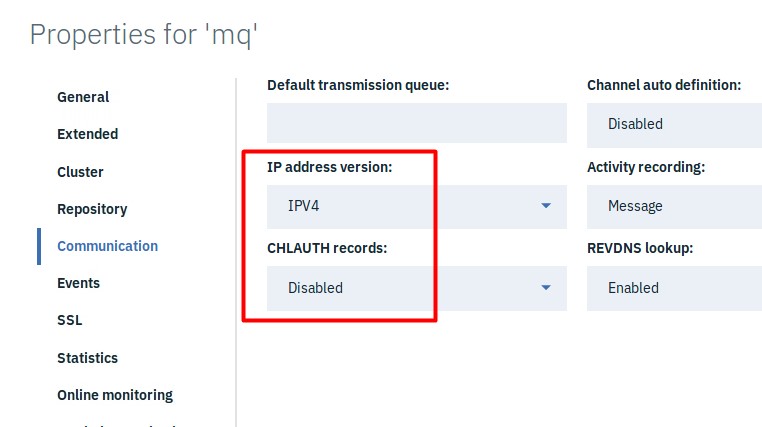 Properties for 'mq'
General
Extended
Cluster
Repository
Communication
Events
SSL
Statistics
Online monitoring
Default transmission queue:
Channel auto definition:
Disabled
IP address version:
Activity recording:
IPV4
Message
CHLAUTH records:
REVDNS lookup:
Disabled
Enabled